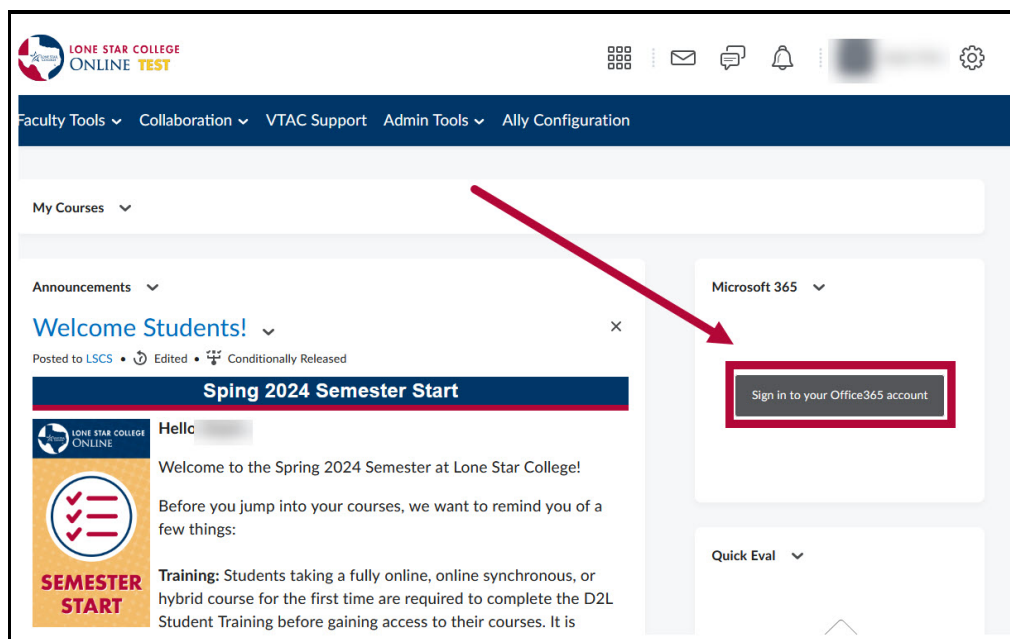 LONE STAR COLLEGE
ONLINE TEST
Faculty Tools
Collaboration
VTAC Support
Admin Tools
Ally Configuration
My Courses
Announcements
Welcome Students!
Posted to LSCS • Edited • Conditionally Released
Sping 2024 Semester Start
LONE STAR COLLEGE
ONLINE
SEMESTER
START
Hello
Welcome to the Spring 2024 Semester at Lone Star College!
Before you jump into your courses, we want to remind you of a
few things:
Training: Students taking a fully online, online synchronous, or
hybrid course for the first time are required to complete the D2L
Student Training before gaining access to their courses. It is
Microsoft 365
Sign in to your Office365 account
Quick Eval